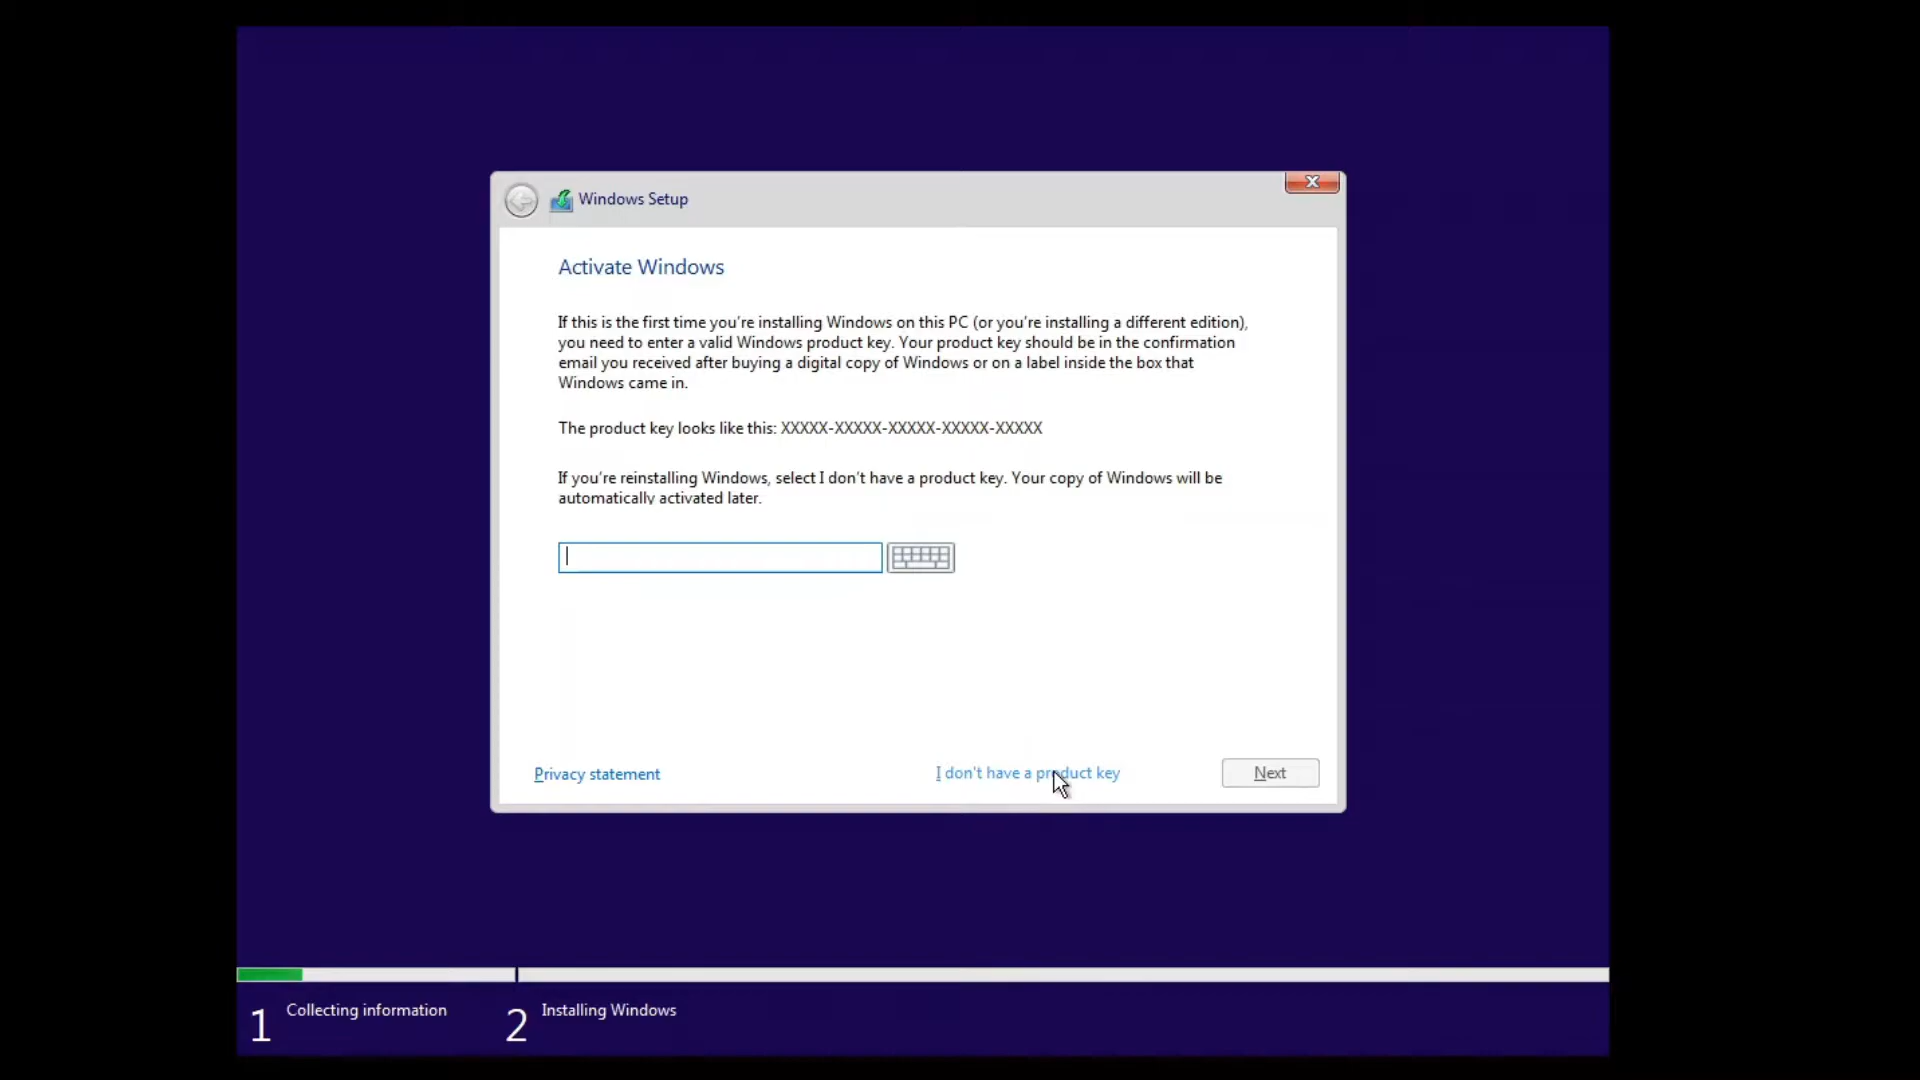 Windows Setup
Activate Windows
If this is the first time you're installing Windows on this PC (or you're installing a different edition),
you need to enter a valid Windows product key. Your product key should be in the confirmation
email you received after buying a digital copy of Windows or on a label inside the box that
Windows came in.
The product key looks like this: XXXXX-XXXXX-XXXXX-XXXXX-XXXXX
If you're reinstalling Windows, select I don't have a product key. Your copy of Windows will be
automatically activated later.
Privacy statement
I don't have a product key
Next
1 Collecting information
2 Installing Windows